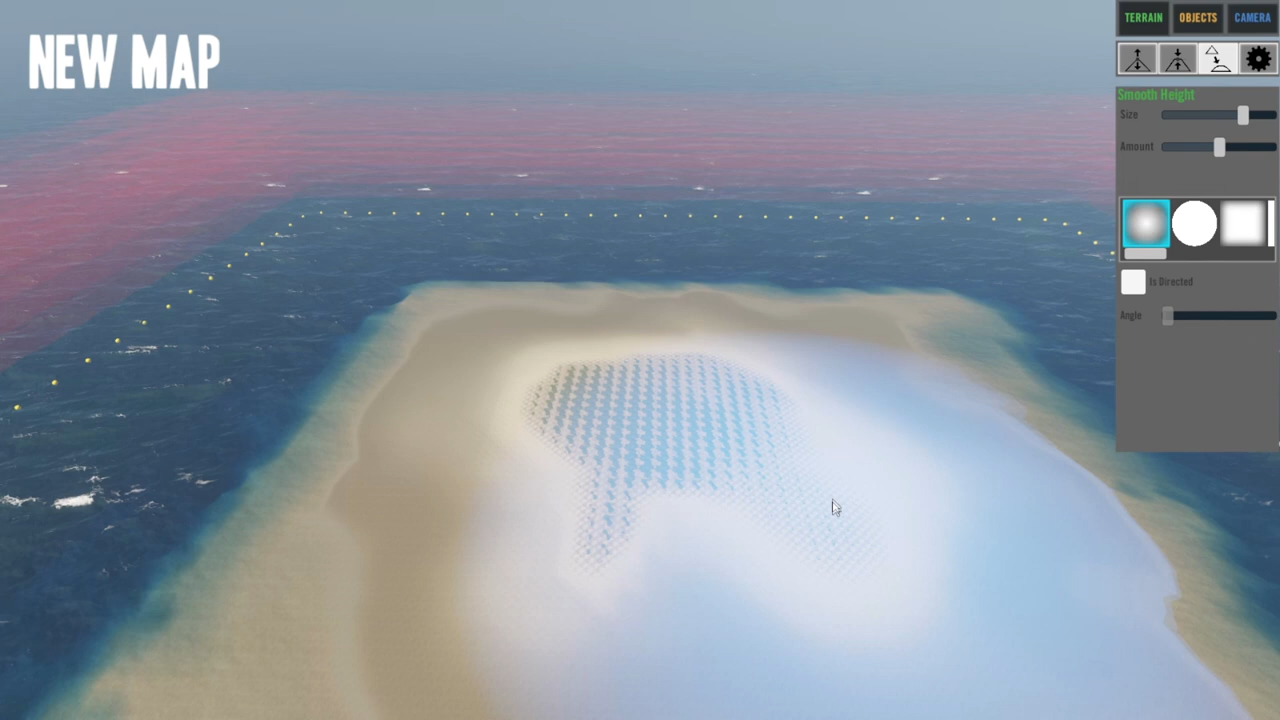 NEW MAP
TERRAIN OBJECTS CAMERA
Smooth Height
Size
Amount
Is Directed
Angle